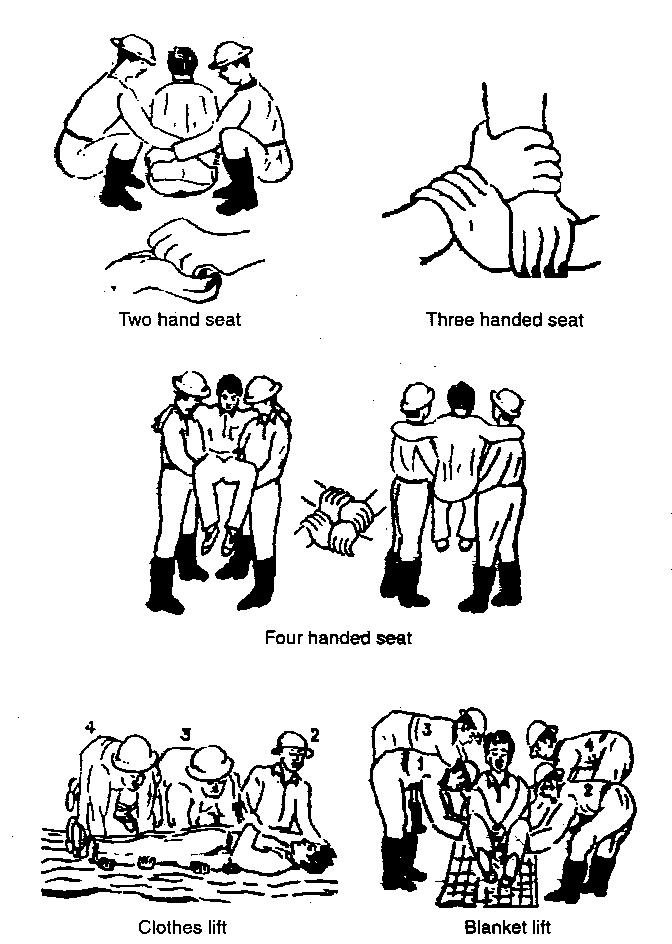 Two hand seat
Three handed seat
Four handed seat
4 3 2
Clothes lift
3 4
1 2
Blanket lift